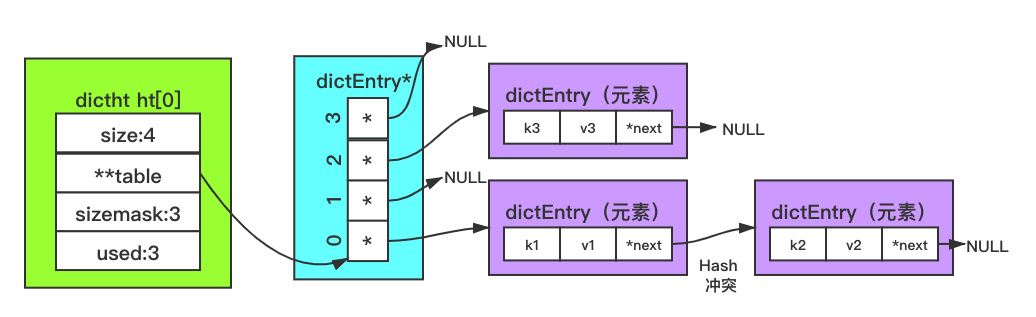 dictht ht[0]
size:4
**table
sizemask:3
used:3
dictEntry*
3
*
2
*
1
*
0
*
NULL
NULL
dictEntry（元素）
k3
v3
*next
NULL
dictEntry（元素）
k1
v1
*next
Hash
冲突
dictEntry（元素）
k2
v2
*next
NULL